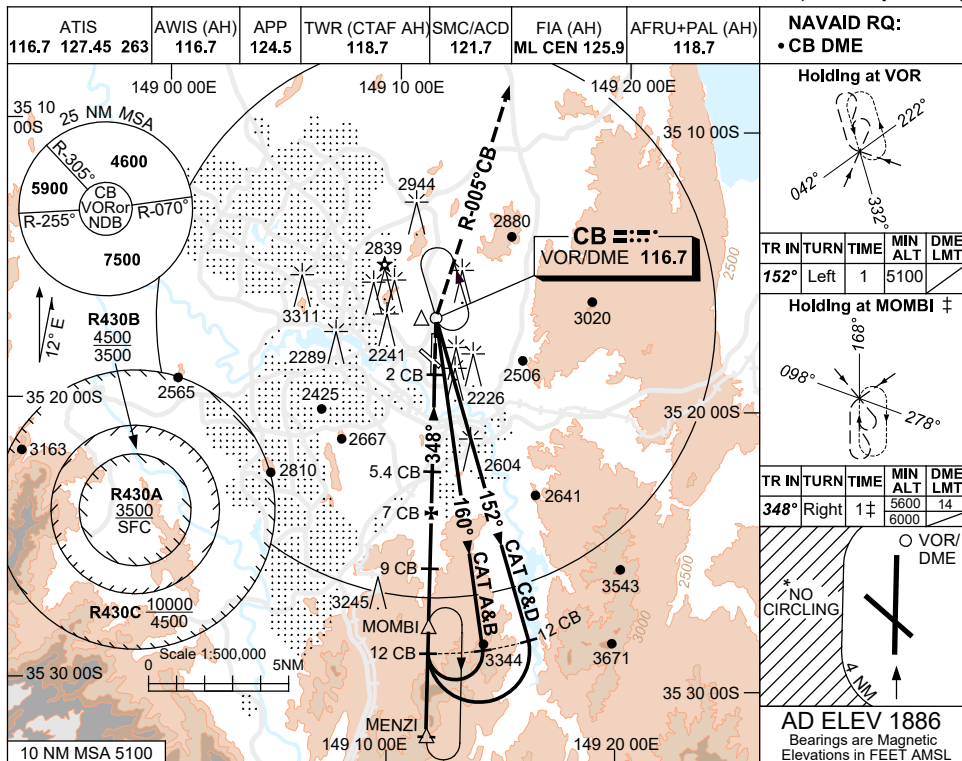 ATIS
116.7 127.45 263
AWIS (AH)
116.7
APP
124.5
TWR (CTAF AH)
118.7
SMC/ACD
121.7
FIA (AH)
ML CEN 125.9
AFRU+PAL (AH)
118.7
NAVAID RQ:
• CB DME
149 00 00E
149 10 00E
149 20 00E
35 10
00S
35 10 00S
25 NM MSA
R-305°
4600
5900
CB
VORor
NDB
R-255°
R-070°
7500
12° E
R-005°CB
2944
2880
2839
CB
VOR/DME 116.7
2500
3311
3020
2289
2241
2506
2226
2 CB
R430B
4500
3500
2565
35 20 00S
2425
35 20 00S
3163
2667
2810
348°
5.4 CB
2604
2641
R430A
3500
SFC
7 CB
160°
152°
CAT A&B
CAT C&D
9 CB
3543
2500
3000
R430C
10000
4500
3245
MOMBI
12 CB
12 CB
3344
3671
Scale 1:500,000
0
5NM
35 30 00S
35 30 00S
MENZI
149 10 00E
149 20 00E
10 NM MSA 5100
Holding at VOR
222°
042°
332°
TR IN TURN TIME MIN ALT DME LMT
152° Left 1 5100
Holding at MOMBI ‡
168°
098°
278°
TR IN TURN TIME MIN ALT DME LMT
348° Right 1‡ 5600 14
6000
VOR/
DME
*
NO
CIRCLING
4 NM
AD ELEV 1886
Bearings are Magnetic
Elevations in FEET AMSL